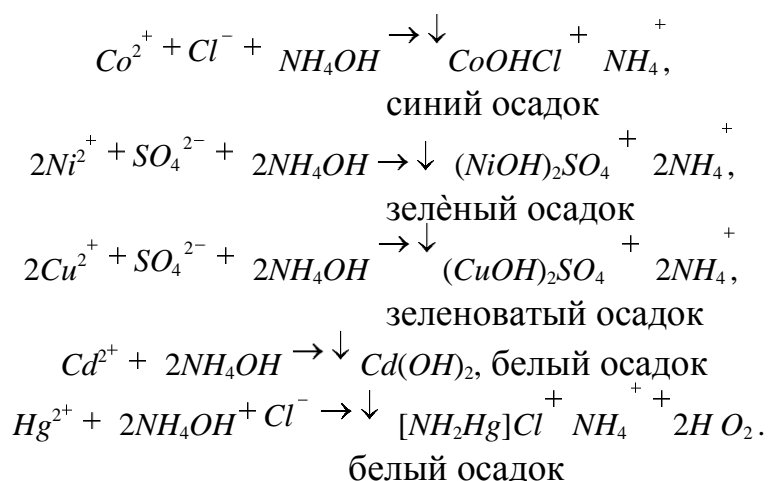 Co²⁺ + Cl⁻ + NH₄OH → ↓ CoOHCl + NH₄⁺,
синий осадок
2Ni²⁺ + SO₄²⁻ + 2NH₄OH → ↓ (NiOH)₂SO₄ + 2NH₄⁺,
зелѐный осадок
2Cu²⁺ + SO₄²⁻ + 2NH₄OH → ↓ (CuOH)₂SO₄ + 2NH₄⁺,
зеленоватый осадок
Cd²⁺ + 2NH₄OH → ↓ Cd(OH)₂, белый осадок
Hg²⁺ + 2NH₄OH + Cl⁻ → ↓ [NH₂Hg]Cl + NH₄⁺ + 2H O₂.
белый осадок